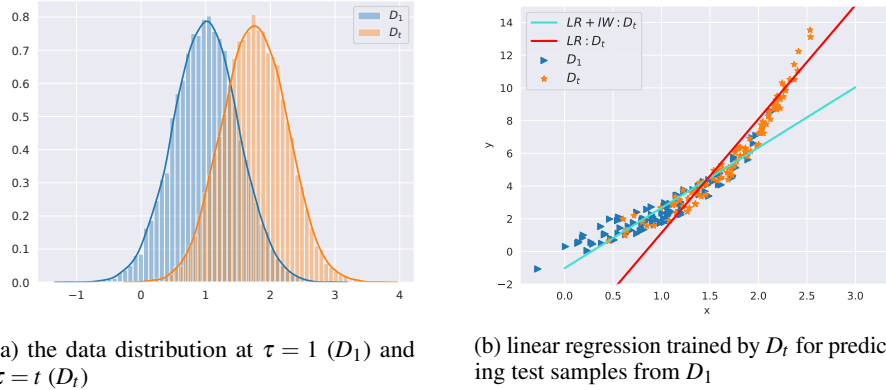 0.8
0.7
0.6
0.5
0.4
0.3
0.2
0.1
0.0
−1 0 1 2 3 4
D1
Dt
14
12
10
8
6
4
2
0
−2
y
0.0 0.5 1.0 1.5 2.0 2.5 3.0
x
LR + IW : Dt
LR : Dt
D1
Dt
a) the data distribution at τ = 1 (D1) and
τ = t (Dt)
(b) linear regression trained by Dt for predic
ing test samples from D1